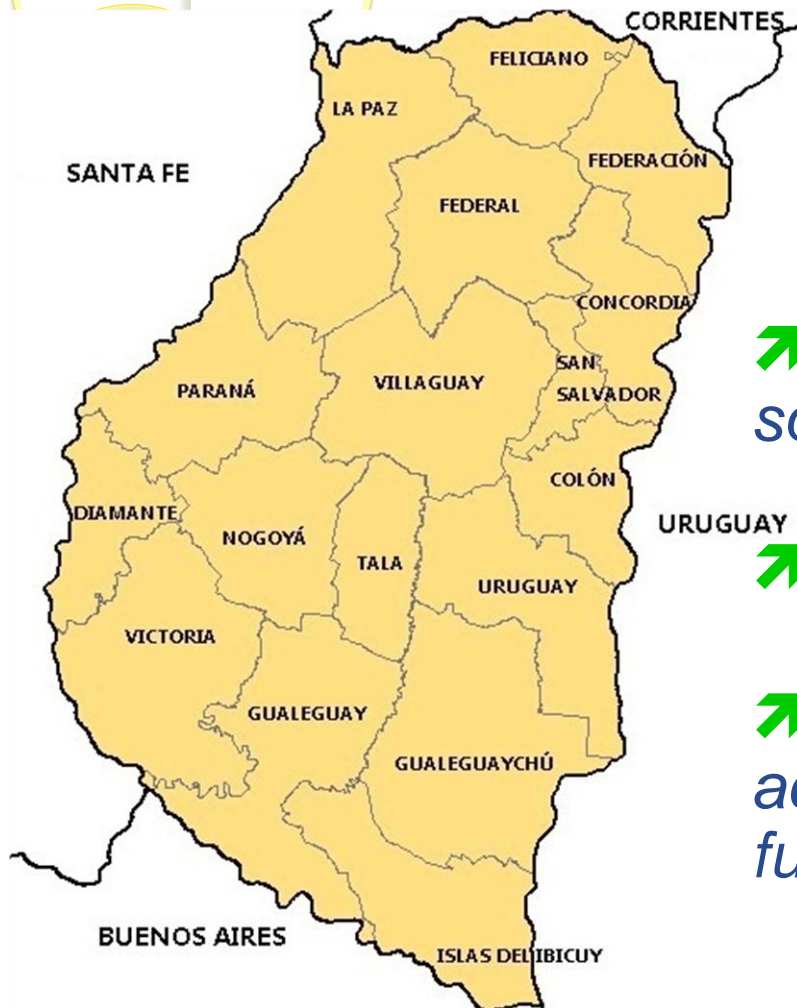 CORRIENTES
FELICIANO
LA PAZ
FEDERACIÓN
SANTA FE
FEDERAL
CONCORDIA
SAN
SALVADOR
PARANÁ
VILLAGUAY
COLÓN
DIAMANTE
NOGOYÁ
TALA
URUGUAY
URUGUAY
VICTORIA
GUALEGUAY
GUALEGUAYCHÚ
BUENOS AIRES
ISLAS DEL IBICUY